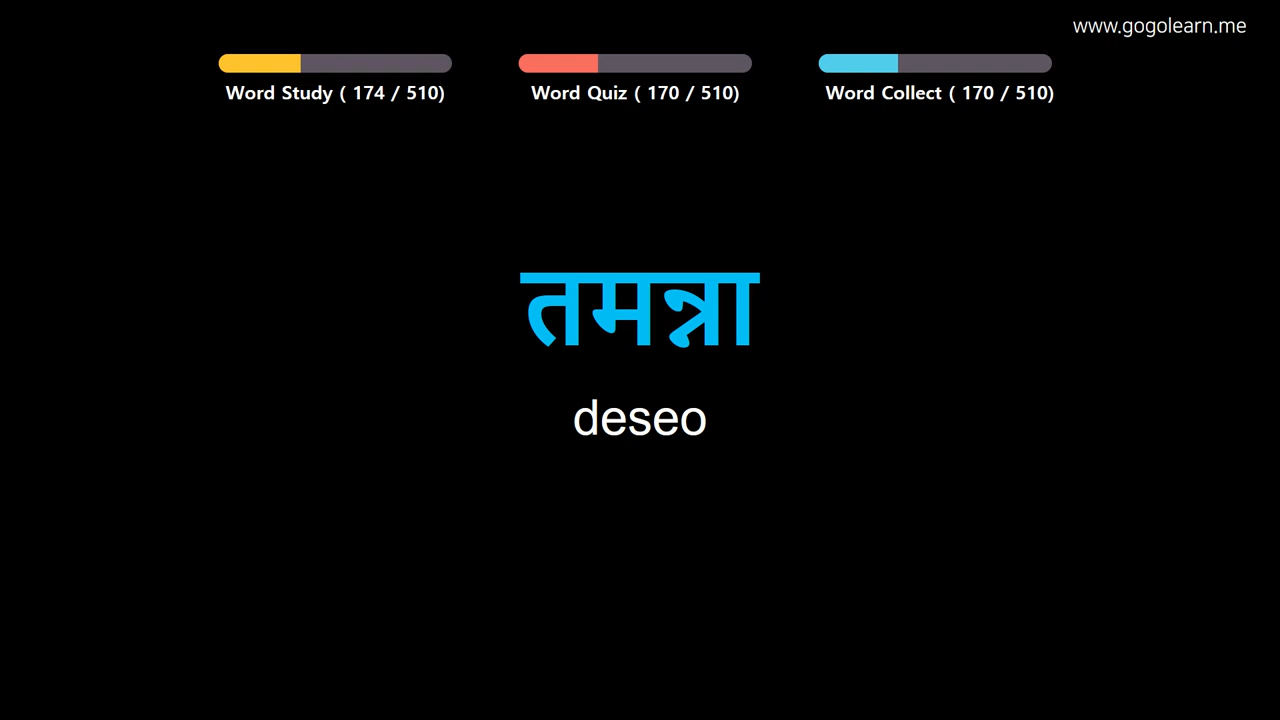 www.gogolearn.me
Word Study ( 174 / 510)
Word Quiz ( 170 / 510)
Word Collect ( 170 / 510)
तमन्ना
deseo